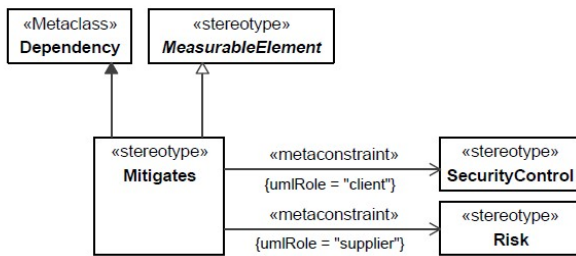 «Metaclass»
Dependency
«stereotype»
MeasurableElement
«stereotype»
Mitigates
«metaconstraint»
{umlRole = "client"}
«stereotype»
SecurityControl
«metaconstraint»
{umlRole = "supplier"}
«stereotype»
Risk